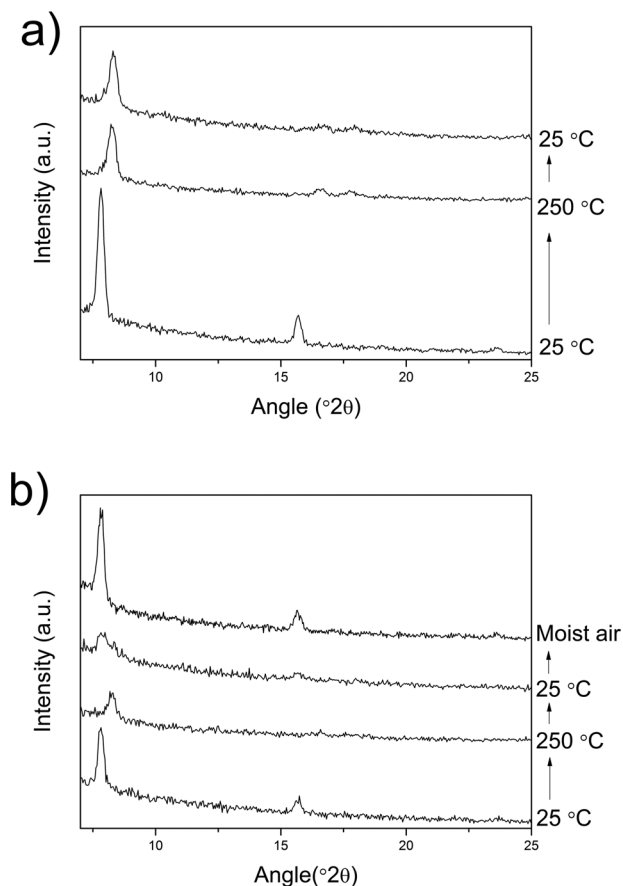 a)
Intensity (a.u.)
25 °C
250 °C
25 °C
10 15 20 25
Angle (°2θ)
b)
Intensity (a.u.)
Moist air
25 °C
250 °C
25 °C
10 15 20 25
Angle(°2θ)